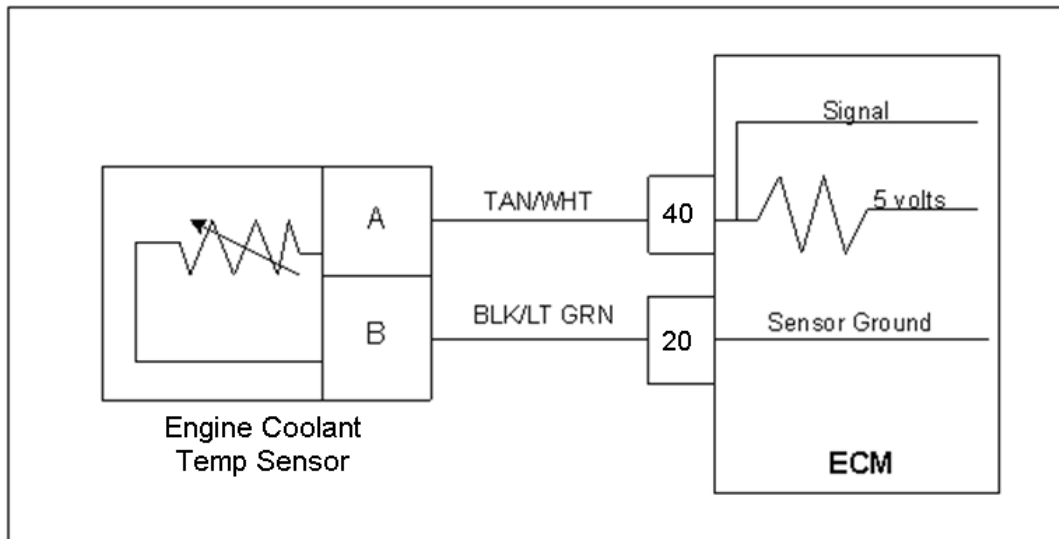 Signal
5 volts
A
TAN/WHT
40
B
BLK/LT GRN
20
Sensor Ground
Engine Coolant
Temp Sensor
ECM